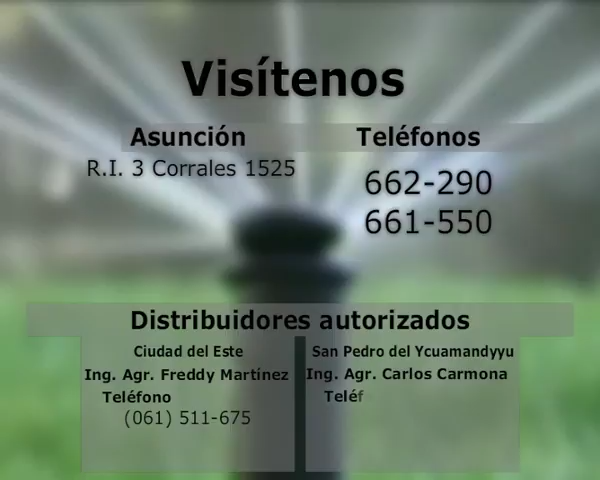 Visítenos
Asunción
R.I. 3 Corrales 1525
Teléfonos
662-290
661-550
Distribuidores autorizados
Ciudad del Este
Ing. Agr. Freddy Martínez
Teléfono
(061) 511-675
San Pedro del Ycuamandyyu
Ing. Agr. Carlos Carmona
Teléf